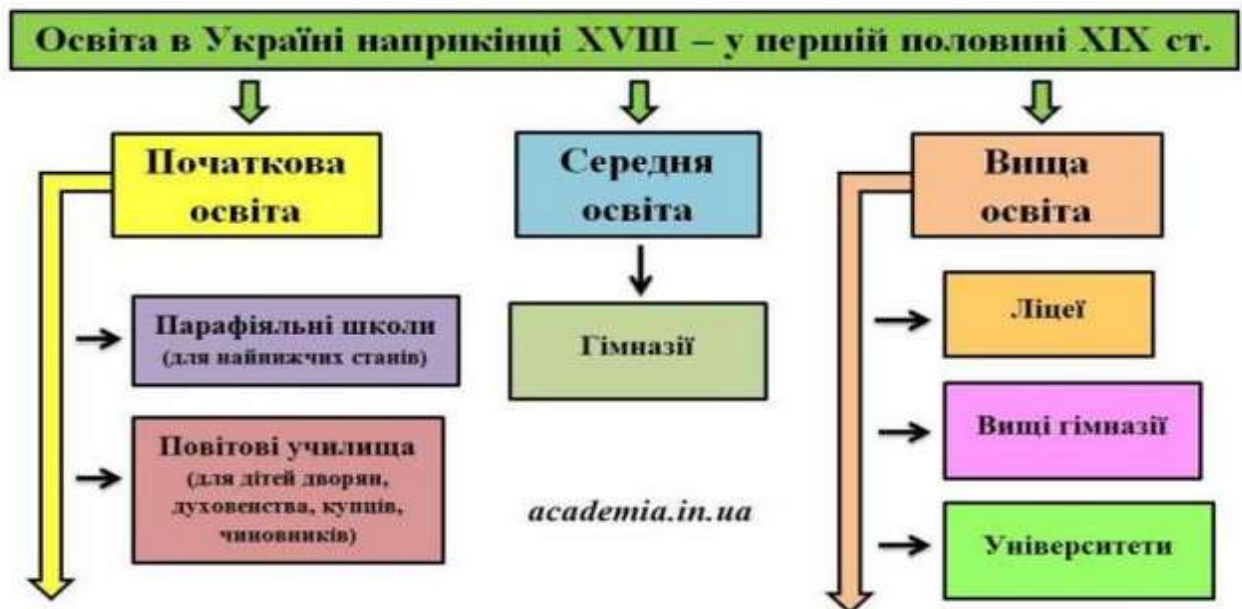 Освіта в Україні наприкінці XVIII – у першій половині XIX ст.
Початкова
освіта
Середня
освіта
Вища
освіта
Парафіяльні школи
(для найнижчих станів)
Повітові училища
(для дітей дворян,
духовенства, купців,
чиновників)
Гімназії
academia.in.ua
Ліцеї
Вищі гімназії
Університети